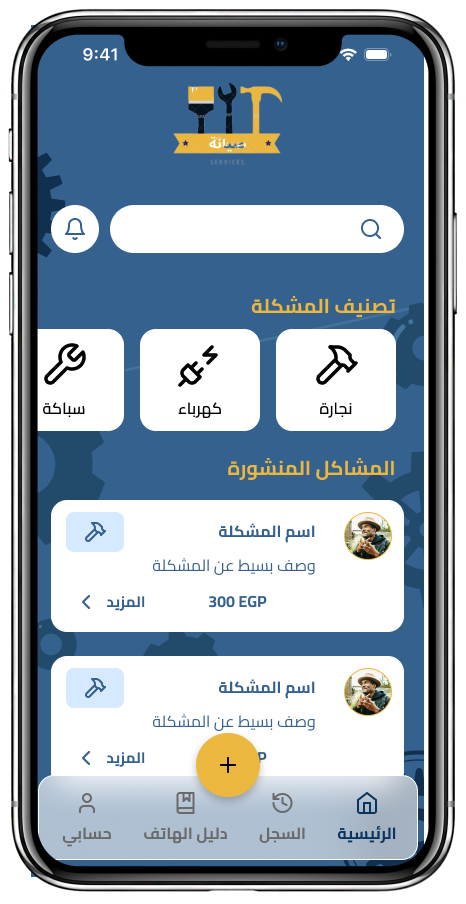 9:41
صيانة
SERVICES
تصنيف المشكلة
نجارة
كهرباء
سباكة
المشاكل المنشورة
اسم المشكلة
وصف بسيط عن المشكلة
300 EGP
المزيد
اسم المشكلة
وصف بسيط عن المشكلة
المزيد
الرئيسية
السجل
دليل الهاتف
حسابي